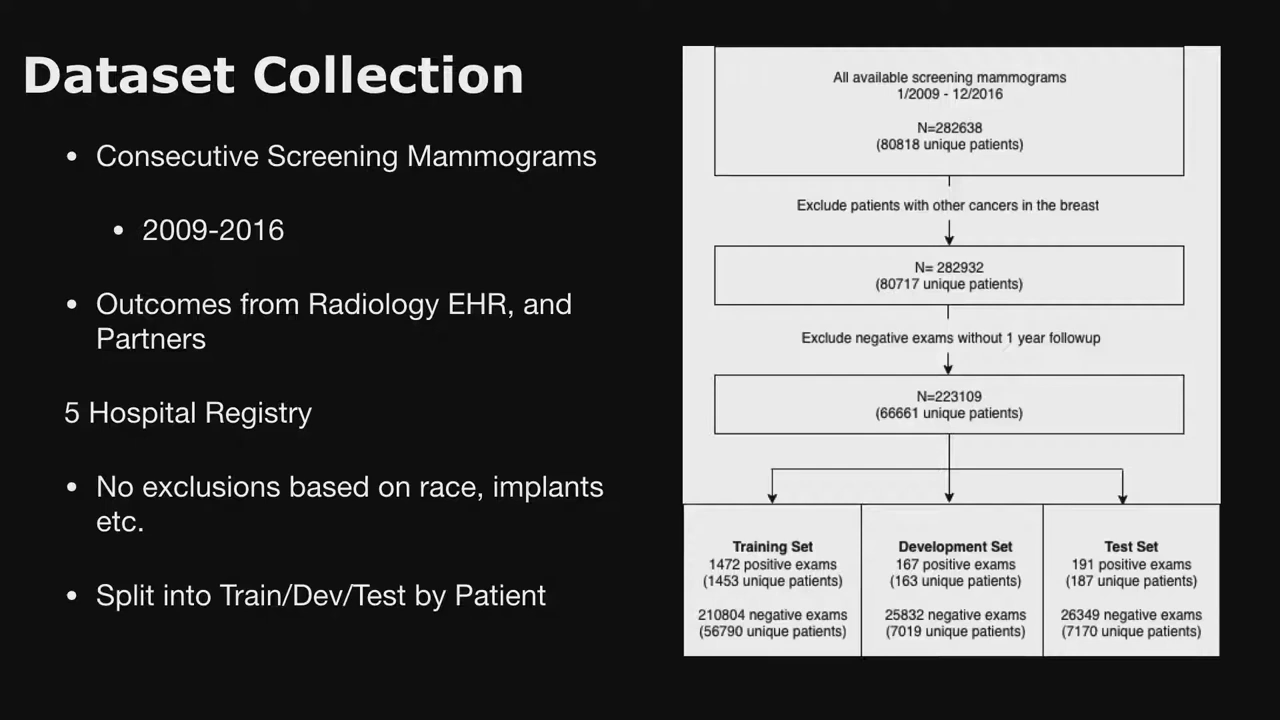 Dataset Collection
• Consecutive Screening Mammograms
• 2009-2016
• Outcomes from Radiology EHR, and
Partners
5 Hospital Registry
• No exclusions based on race, implants
etc.
• Split into Train/Dev/Test by Patient
All available screening mammograms
1/2009 - 12/2016
N=282638
(80818 unique patients)
Exclude patients with other cancers in the breast
N= 282932
(80717 unique patients)
Exclude negative exams without 1 year followup
N=223109
(66661 unique patients)
Training Set
1472 positive exams
(1453 unique patients)
210804 negative exams
(56790 unique patients)
Development Set
167 positive exams
(163 unique patients)
25832 negative exams
(7019 unique patients)
Test Set
191 positive exams
(187 unique patients)
26349 negative exams
(7170 unique patients)